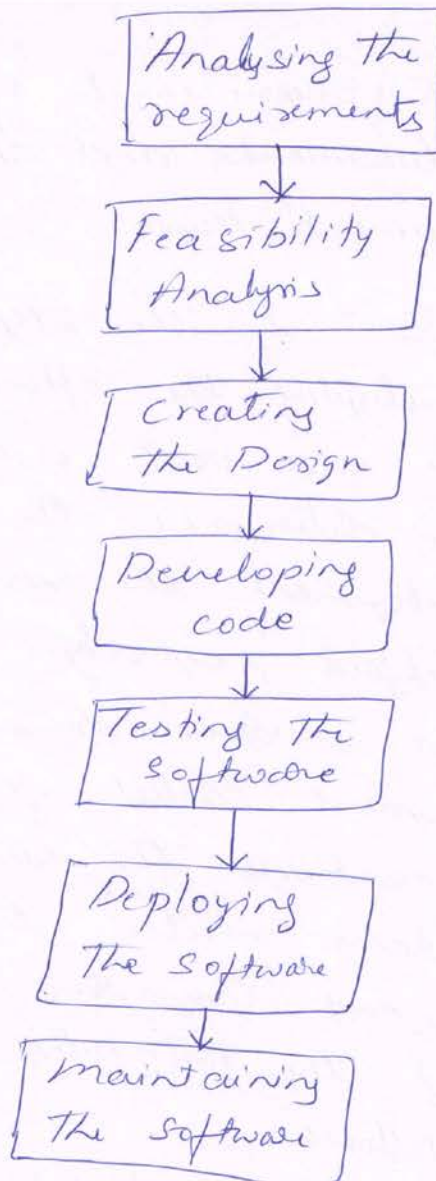 Analysing the
requirements
Feasibility
Analysis
Creating
the Design
Developing
code
Testing the
software
Deploying
The software
Maintaining
The software